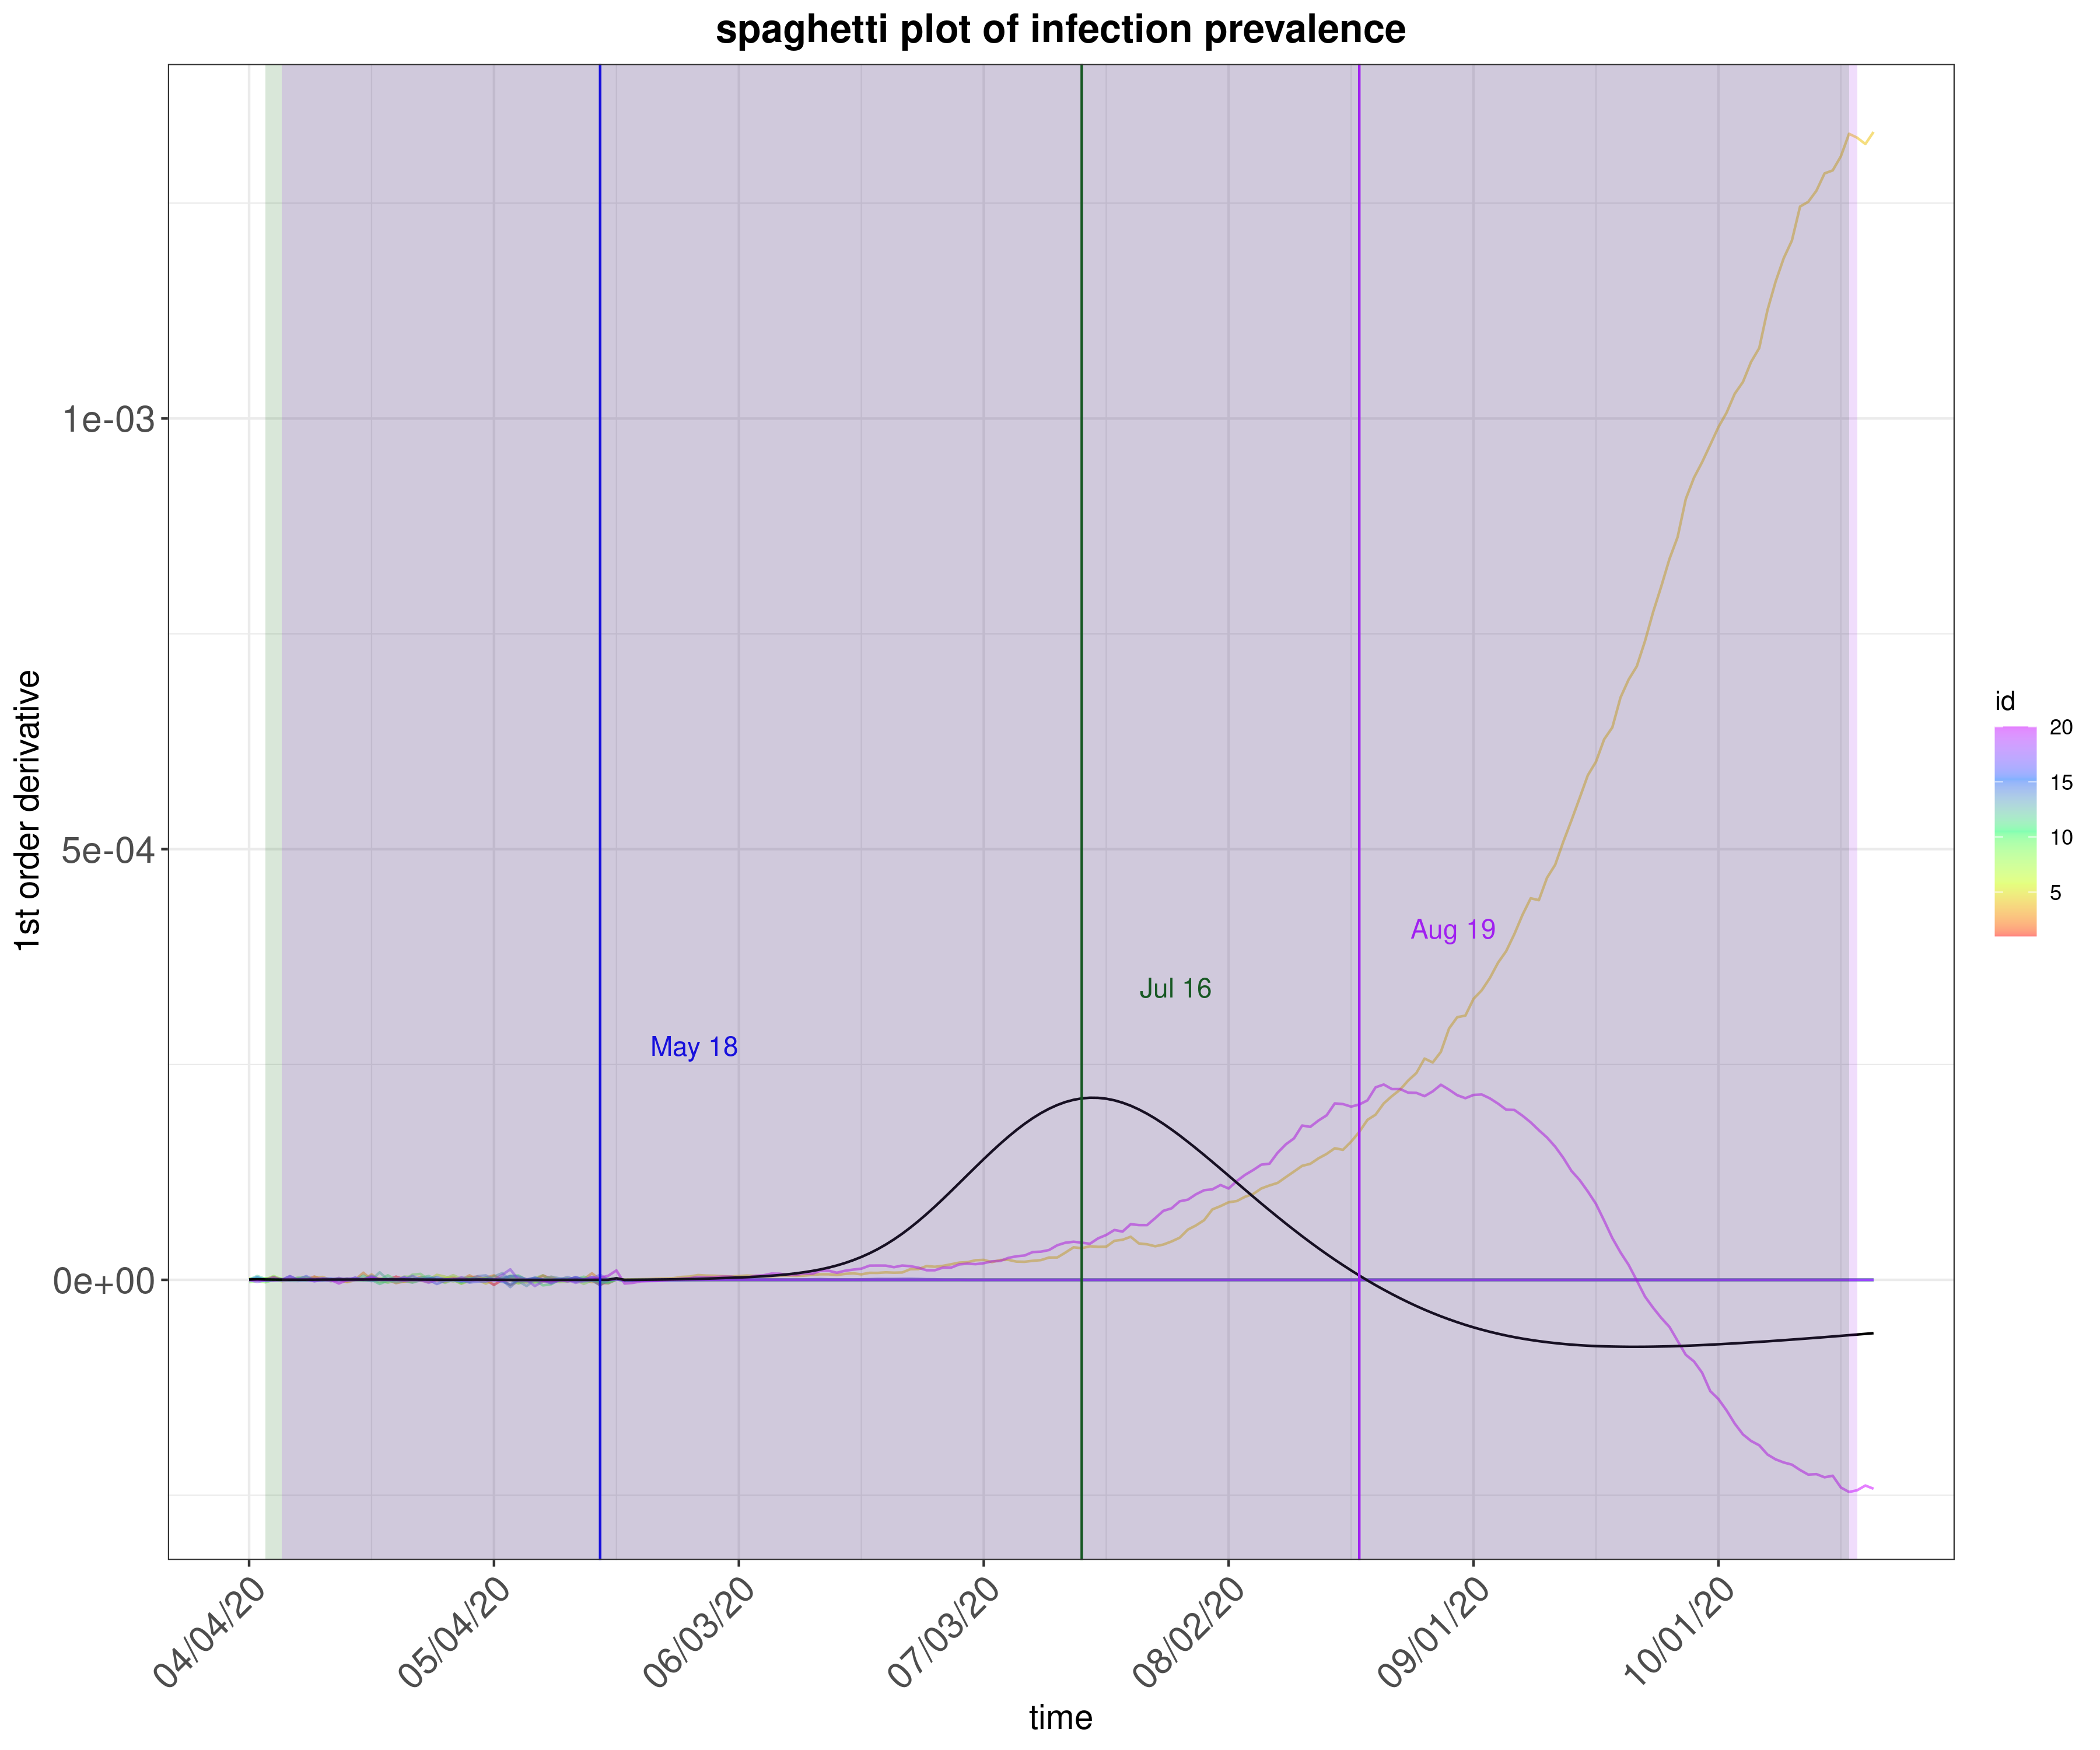 spaghetti plot of infection prevalence
1st order derivative
1e-03
5e-04
0e+00
May 18
Jul 16
Aug 19
id
20
15
10
5
04/04/20
05/04/20
06/03/20
07/03/20
08/02/20
09/01/20
10/01/20
time